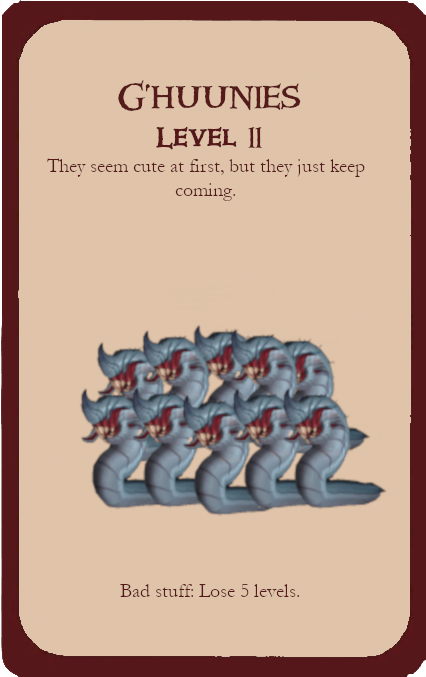 G'HUUNIES
LEVEL 11
They seem cute at first, but they just keep
coming.
Bad stuff: Lose 5 levels.